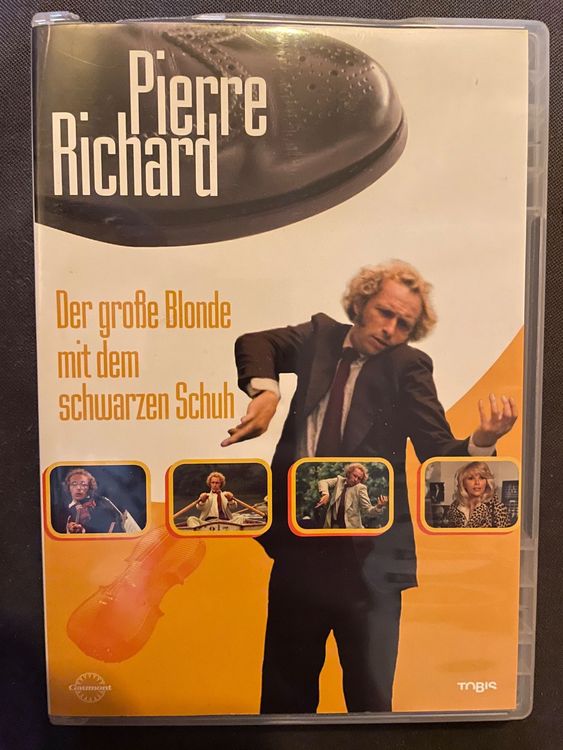 Pierre
Richard
Der große Blonde
mit dem
schwarzen Schuh
Gaumont
TOBIS